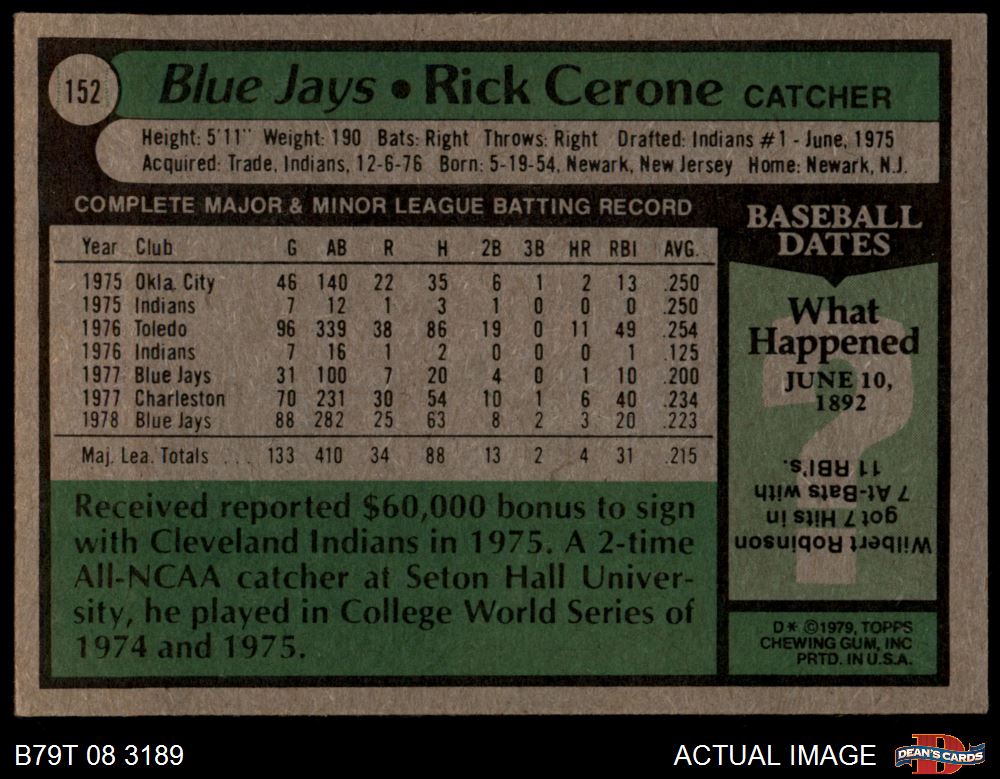 152
Blue Jays • Rick Cerone CATCHER
Height: 5'11" Weight: 190 Bats: Right Throws: Right Drafted: Indians #1 - June, 1975
Acquired: Trade, Indians, 12-6-76 Born: 5-19-54, Newark, New Jersey Home: Newark, N.J.
COMPLETE MAJOR & MINOR LEAGUE BATTING RECORD
Year Club G AB R H 2B 3B HR RBI AVG.
1975 Okla. City 46 140 22 35 6 1 2 13 .250
1975 Indians 7 12 1 3 1 0 0 0 .250
1976 Toledo 96 339 38 86 19 0 11 49 .254
1976 Indians 7 16 1 2 0 0 0 1 .125
1977 Blue Jays 31 100 7 20 4 0 1 10 .200
1977 Charleston 70 231 30 54 10 1 6 40 .234
1978 Blue Jays 88 282 25 63 8 2 3 20 .223
Maj. Lea. Totals ... 133 410 34 88 13 2 4 31 .215
Received reported $60,000 bonus to sign
with Cleveland Indians in 1975. A 2-time
All-NCAA catcher at Seton Hall Univer-
sity, he played in College World Series of
1974 and 1975.
BASEBALL
DATES
What
Happened
JUNE 10,
1892
?
Wilbert Robinson
got 7 Hits in
7 At-Bats with
11 RBI's.
D* ©1979, TOPPS
CHEWING GUM, INC
PRTD. IN U.S.A.
B79T 08 3189
ACTUAL IMAGE
D
DEAN'S CARDS